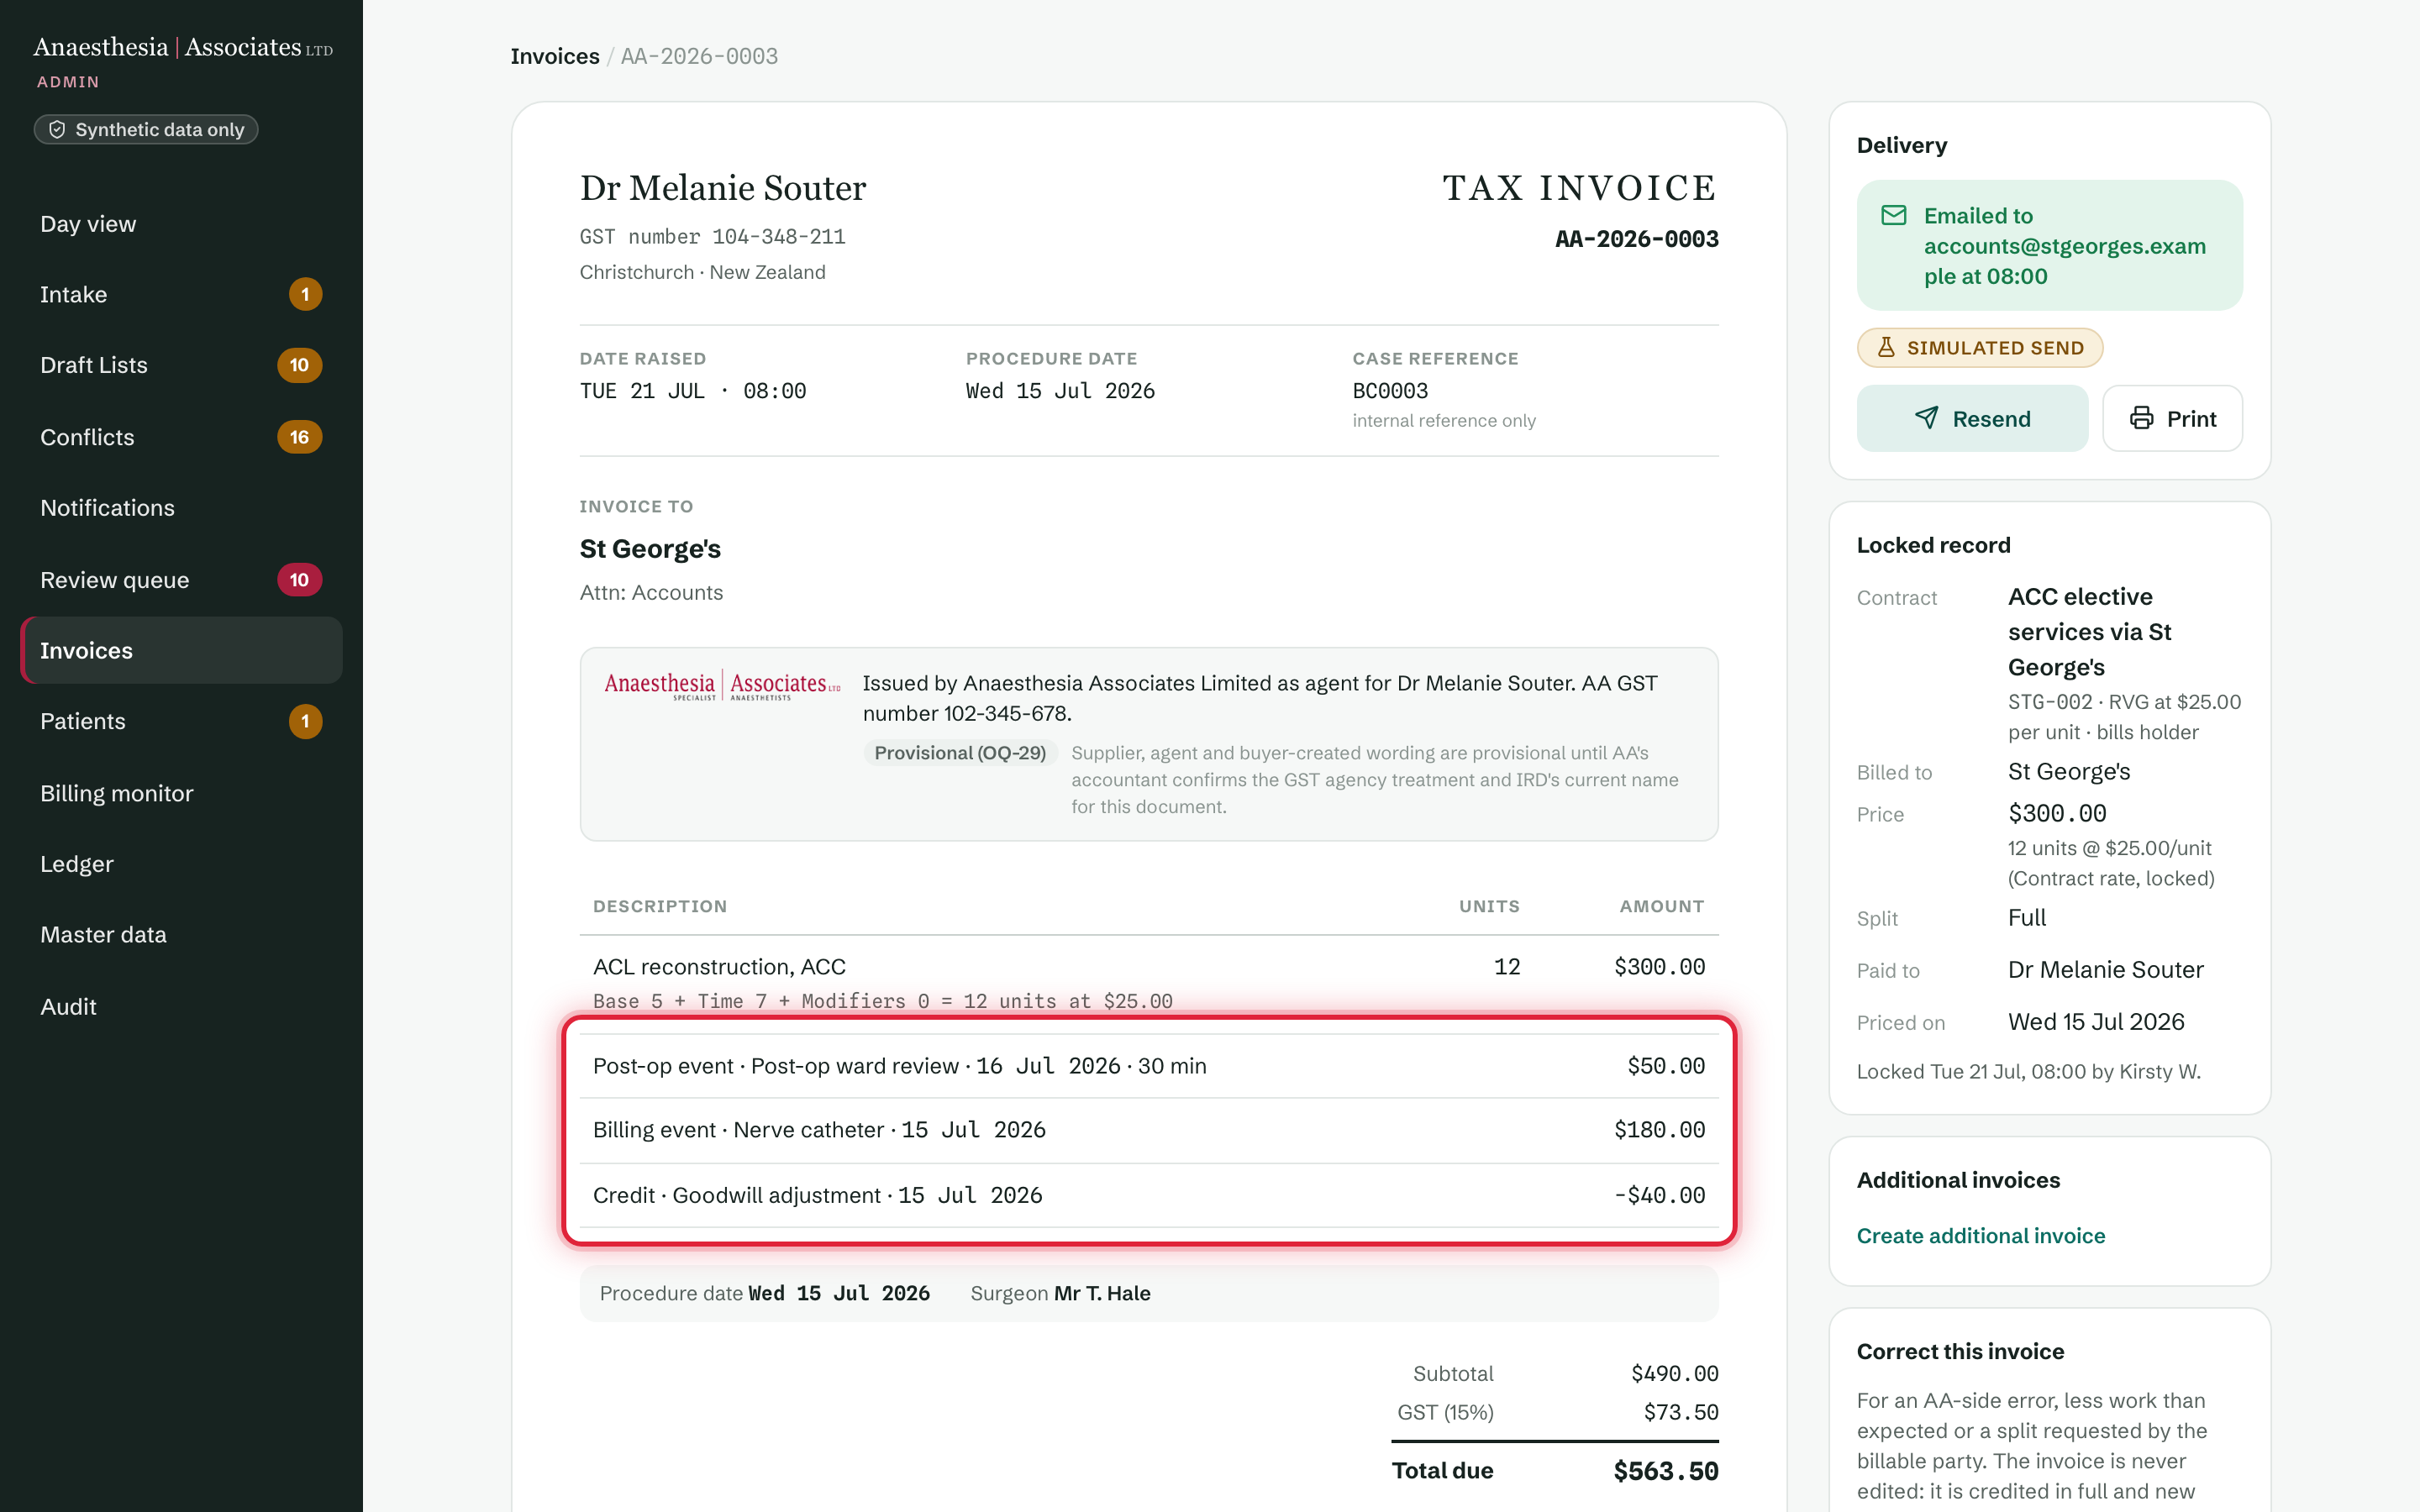 Anaesthesia | Associates LTD
ADMIN
Synthetic data only
Day view
Intake 1
Draft Lists 10
Conflicts 16
Notifications
Review queue 10
Invoices
Patients 1
Billing monitor
Ledger
Master data
Audit
Invoices / AA-2026-0003
Dr Melanie Souter
GST number 104-348-211
Christchurch · New Zealand
TAX INVOICE
AA-2026-0003
DATE RAISED
TUE 21 JUL · 08:00
PROCEDURE DATE
Wed 15 Jul 2026
CASE REFERENCE
BC0003
internal reference only
INVOICE TO
St George's
Attn: Accounts
Anaesthesia | Associates LTD
SPECIALIST ANAESTHETISTS
Issued by Anaesthesia Associates Limited as agent for Dr Melanie Souter. AA GST
number 102-345-678.
Provisional (OQ-29)
Supplier, agent and buyer-created wording are provisional until AA's
accountant confirms the GST agency treatment and IRD's current name
for this document.
DESCRIPTION UNITS AMOUNT
ACL reconstruction, ACC 12 $300.00
Base 5 + Time 7 + Modifiers 0 = 12 units at $25.00
Post-op event · Post-op ward review · 16 Jul 2026 · 30 min $50.00
Billing event · Nerve catheter · 15 Jul 2026 $180.00
Credit · Goodwill adjustment · 15 Jul 2026 -$40.00
Procedure date Wed 15 Jul 2026 Surgeon Mr T. Hale
Subtotal $490.00
GST (15%) $73.50
Total due $563.50
Delivery
Emailed to
accounts@stgeorges.exam
ple at 08:00
SIMULATED SEND
Resend
Print
Locked record
Contract ACC elective
services via St
George's
STG-002 · RVG at $25.00
per unit · bills holder
Billed to St George's
Price $300.00
12 units @ $25.00/unit
(Contract rate, locked)
Split Full
Paid to Dr Melanie Souter
Priced on Wed 15 Jul 2026
Locked Tue 21 Jul, 08:00 by Kirsty W.
Additional invoices
Create additional invoice
Correct this invoice
For an AA-side error, less work than
expected or a split requested by the
billable party. The invoice is never
edited: it is credited in full and new